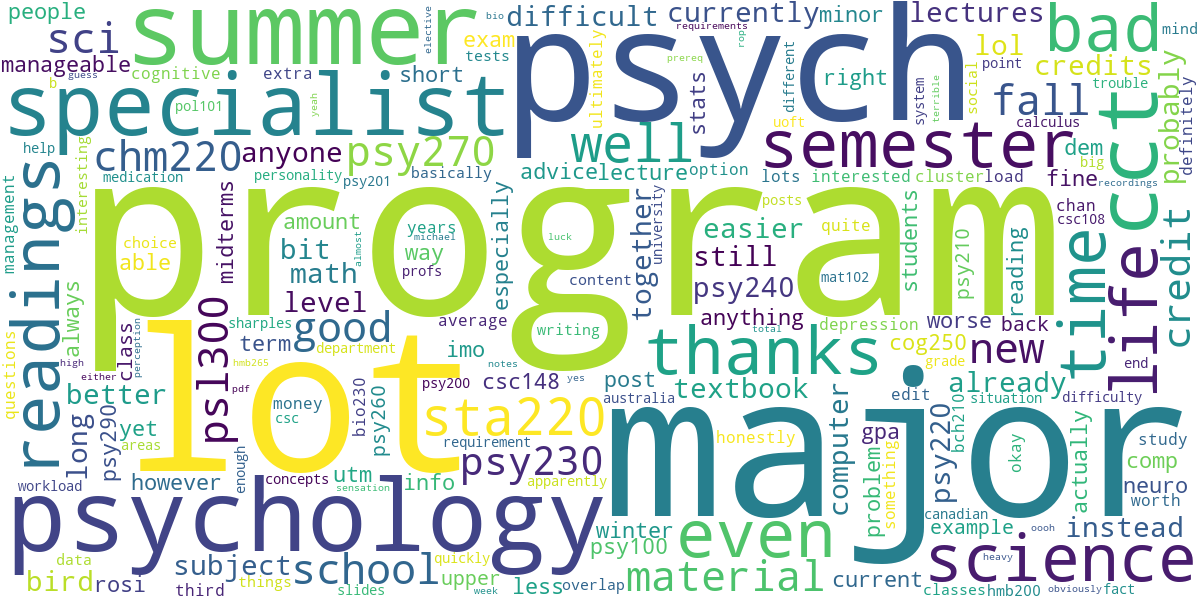 people
summer
difficult
currently
minor
lectures
bad
mind
sci
bio
requirements
elective
exam
psych
lol
point
manageable
guess
cognitive
extra
short
tests
prereq
ropp
right
credits
trouble
specialist
b
pol101
yeah
ultimately
stats
different
uoft
system
terrible
social
fall
calculus
cct
probably
definitely
help
chm220
anyone
psy270
well
semester
dem
big
readings
interesting
medication
personality
psy201
basically
advice
lecture
option
lots
interested
cluster
load
fine
recordings
management
program
midterms
amount
years
michael
almost
way
profs
especially
luck
content
together
university
posts
easier
quite
students
chan
csc108
psy210
reading
time
life
credit
choice
able
bit
math
still
mat102
psy240
always
class
psl300
level
sharples
good
average
writing
anything
total
depression
worse
back
new
questions
high
either
perception
term
department
imo
thanks
cog250
grade
end
lot
hmb265
pdf
notes
yes
psy200
csc148
post
textbook
australia
edit
already
situation
difficulty
better
yet
areas
long
psy290
money
csc
bio230
psy260
sta220
major
computer
gpa
psy220
bch210
okay
actually
study
workload
however
enough
concepts
requirement
psy230
honestly
problem
something
comp
neuro
worth
psychology
utm
sensation
info
apparently
winter
even
canadian
example
oooh
instead
data
bird
rosi
subject
school
quickly
psy100
material
science
heavy
third
things
slides
upper
week
less
overlap
current
classes
hmb200
obviously
fact